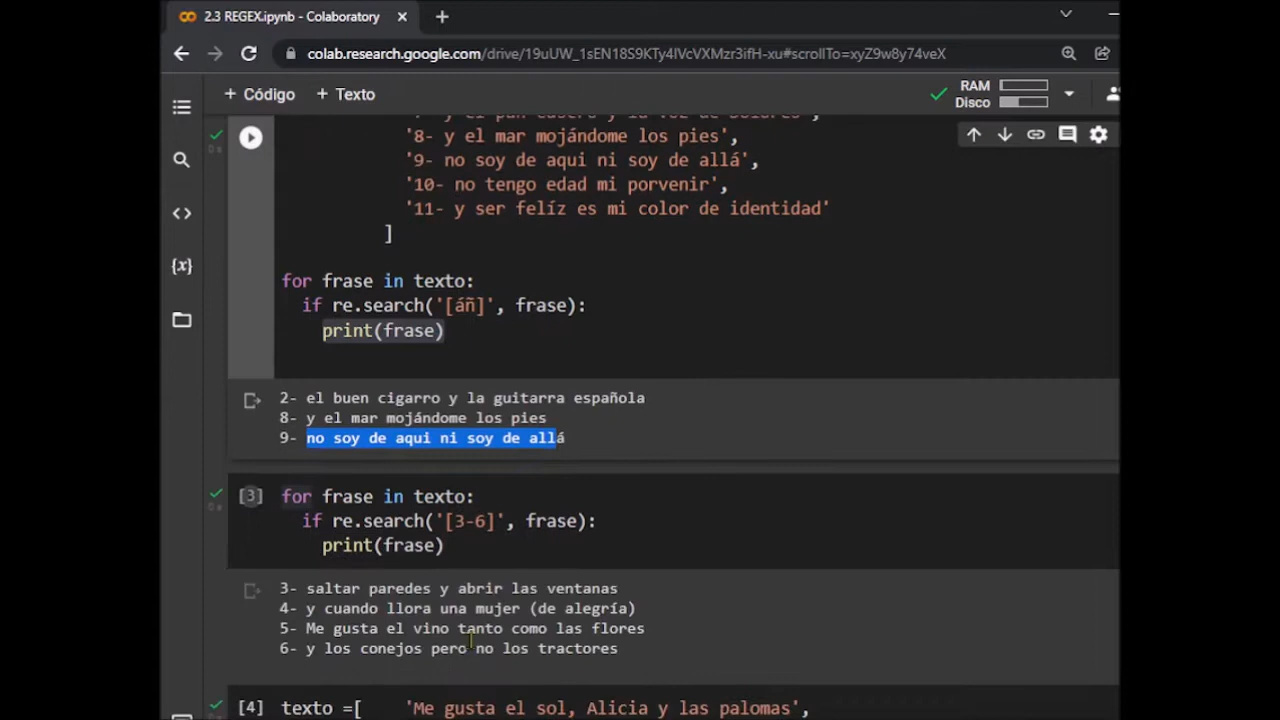 2.3 REGEX.ipynb - Colaboratory
colab.research.google.com/drive/19uUW_1sEN18S9KTy4lVcVXMzr3ifH-xu#scrollTo=xyZ9w8y74veX
+ Código + Texto
RAM
Disco
'8- y el mar mojándome los pies',
'9- no soy de aqui ni soy de allá',
'10- no tengo edad mi porvenir',
'11- y ser felíz es mi color de identidad'
]
for frase in texto:
if re.search('[áñ]', frase):
print(frase)
2- el buen cigarro y la guitarra española
8- y el mar mojándome los pies
9- no soy de aqui ni soy de allá
[3] for frase in texto:
if re.search('[3-6]', frase):
print(frase)
3- saltar paredes y abrir las ventanas
4- y cuando llora una mujer (de alegría)
5- Me gusta el vino tanto como las flores
6- y los conejos pero no los tractores
[4] texto =[ 'Me gusta el sol, Alicia y las palomas',